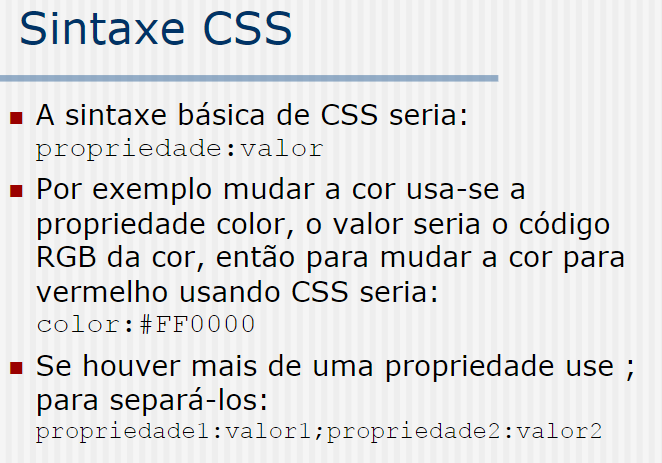 Sintaxe CSS
A sintaxe básica de CSS seria:
propriedade:valor
Por exemplo mudar a cor usa-se a
propriedade color, o valor seria o código
RGB da cor, então para mudar a cor para
vermelho usando CSS seria:
color:#FF0000
Se houver mais de uma propriedade use ;
para separá-los:
propriedade1:valor1;propriedade2:valor2